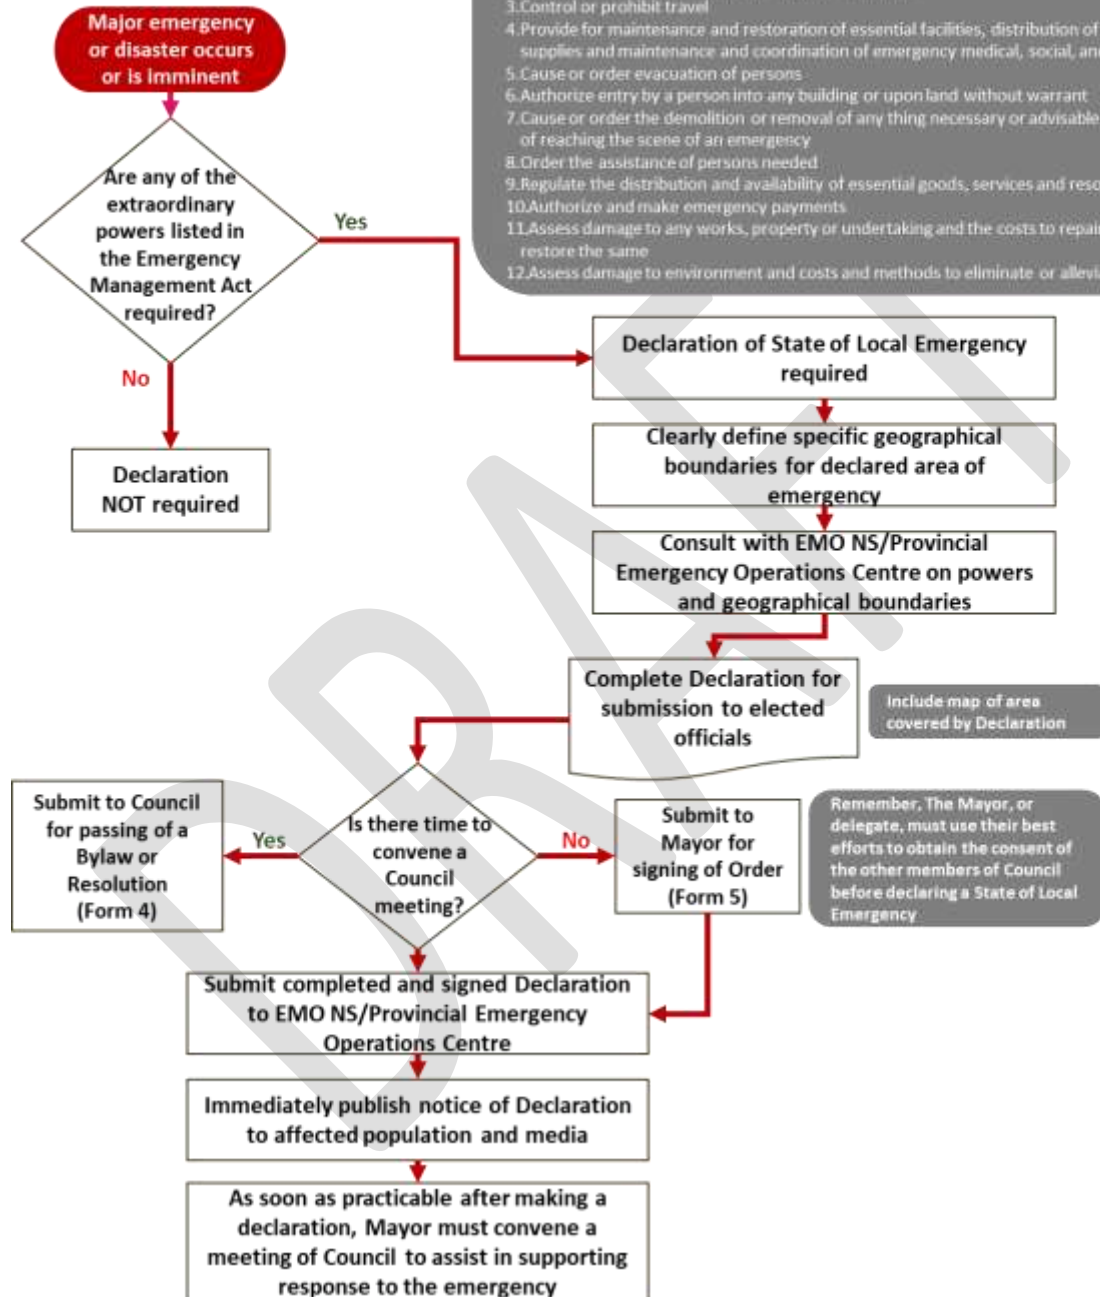 3.Control or prohibit travel
4.Provide for maintenance and restoration of essential facilities, distribution of
supplies and maintenance and coordination of emergency medical, social, and
5.Cause or order evacuation of persons
6.Authorize entry by a person into any building or upon land without warrant
7.Cause or order the demolition or removal of any thing necessary or advisable
of reaching the scene of an emergency
8.Order the assistance of persons needed
9.Regulate the distribution and availability of essential goods, services and
10.Authorize and make emergency payments
11.Assess damage to any works, property or undertaking and the costs to repair
restore the same
12.Assess damage to environment and costs and methods to eliminate or
Major emergency
or disaster occurs
or is imminent
Are any of the
extraordinary
powers listed in
the Emergency
Management Act
required?
Yes
No
Declaration
NOT required
Declaration of State of Local Emergency
required
Clearly define specific geographical
boundaries for declared area of
emergency
Consult with EMO NS/Provincial
Emergency Operations Centre on powers
and geographical boundaries
Complete Declaration for
submission to elected
officials
Include map of area
covered by Declaration
Is there time to
convene a
Council
meeting?
Yes
No
Submit to Council
for passing of a
Bylaw or
Resolution
(Form 4)
Submit to
Mayor for
signing of Order
(Form 5)
Remember, The Mayor, or
delegate, must use their best
efforts to obtain the consent of
the other members of Council
before declaring a State of Local
Emergency
Submit completed and signed Declaration
to EMO NS/Provincial Emergency
Operations Centre
Immediately publish notice of Declaration
to affected population and media
As soon as practicable after making a
declaration, Mayor must convene a
meeting of Council to assist in supporting
response to the emergency
DRAFT